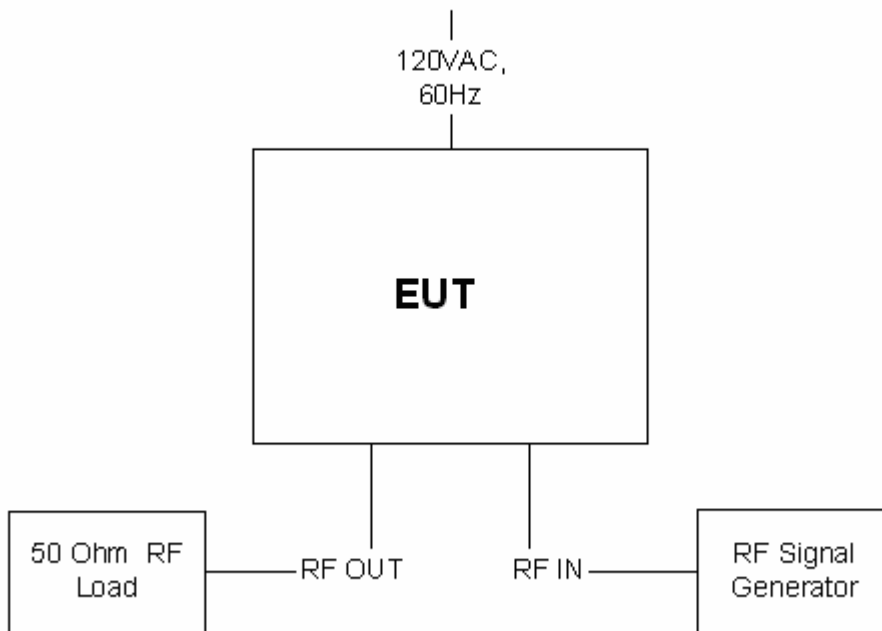 120VAC,
60Hz
EUT
50 Ohm RF
Load
RF OUT
RF IN
RF Signal
Generator